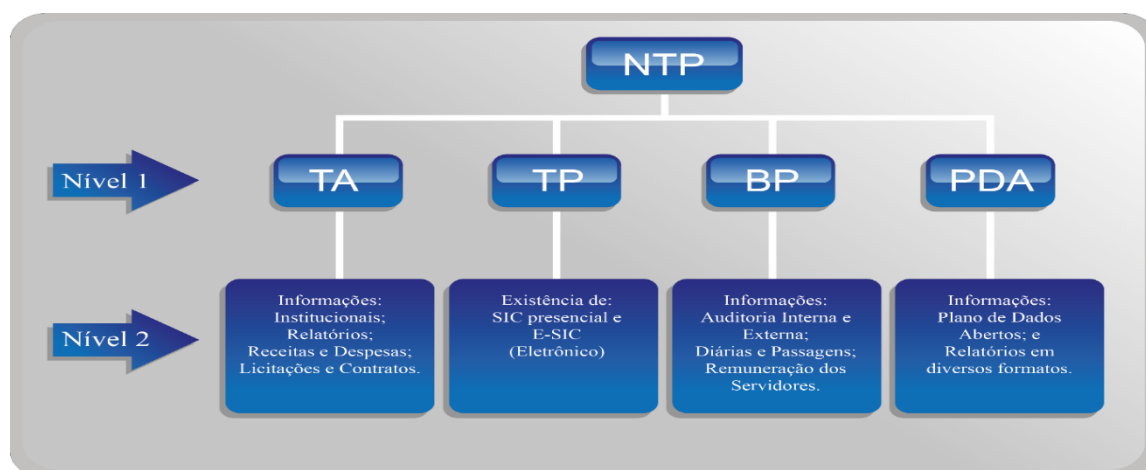 NTP
Nível 1
TA
TP
BP
PDA
Nível 2
Informações:
Institucionais;
Relatórios;
Receitas e Despesas;
Licitações e Contratos.
Existência de:
SIC presencial e
E-SIC
(Eletrônico)
Informações:
Auditoria Interna e
Externa;
Diárias e Passagens;
Remuneração dos
Servidores.
Informações:
Plano de Dados
Abertos; e
Relatórios em
diversos formatos.